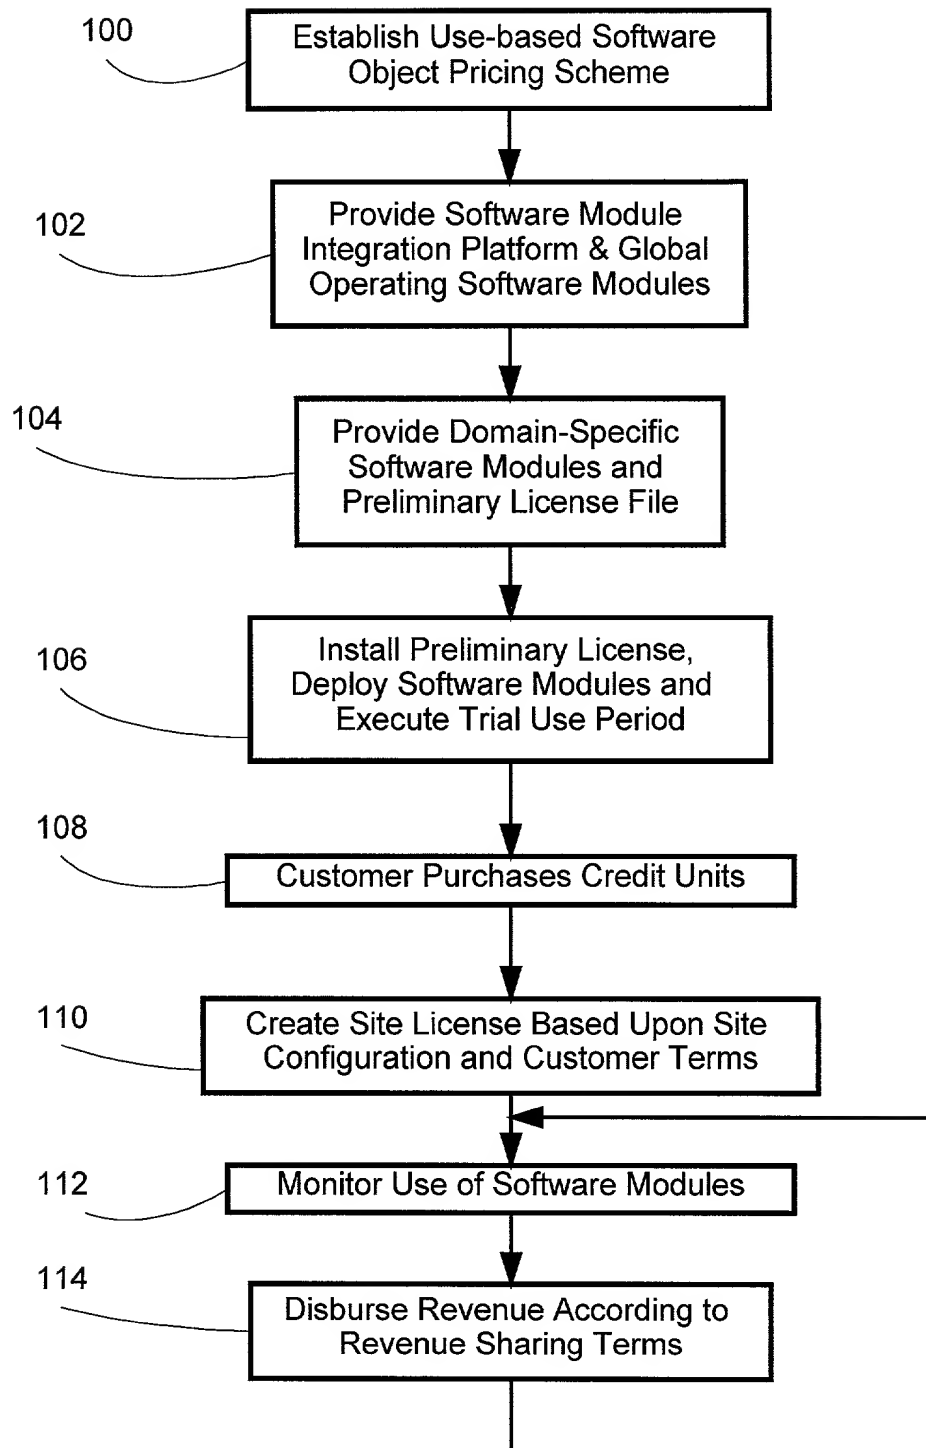 100
Establish Use-based Software
Object Pricing Scheme
102
Provide Software Module
Integration Platform & Global
Operating Software Modules
104
Provide Domain-Specific
Software Modules and
Preliminary License File
106
Install Preliminary License,
Deploy Software Modules and
Execute Trial Use Period
108
Customer Purchases Credit Units
110
Create Site License Based Upon Site
Configuration and Customer Terms
112
Monitor Use of Software Modules
114
Disburse Revenue According to
Revenue Sharing Terms